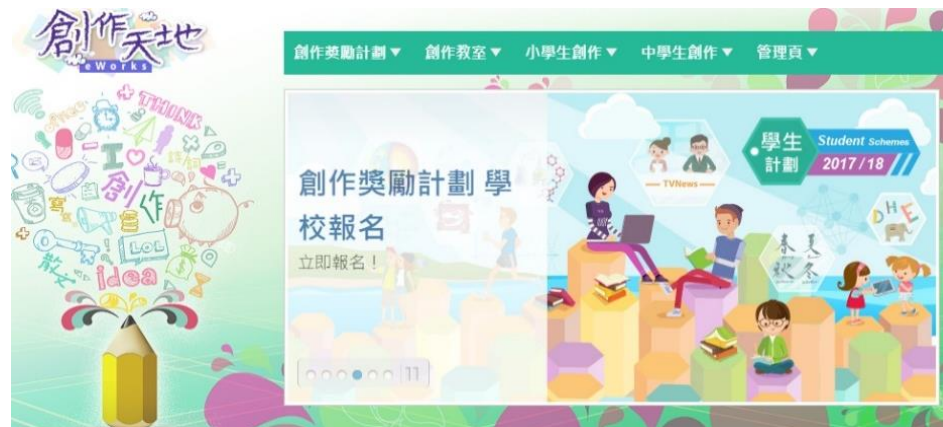 創作天地
eWorks
創作獎勵計劃▼ 創作教室▼ 小學生創作▼ 中學生創作▼ 管理頁▼
THINK
I
創作
LOL
散文
idea
創作獎勵計劃 學
校報名
立即報名！
TVNews
學生
計劃
Student Schemes
2017/18
DHE
春夏
秋冬